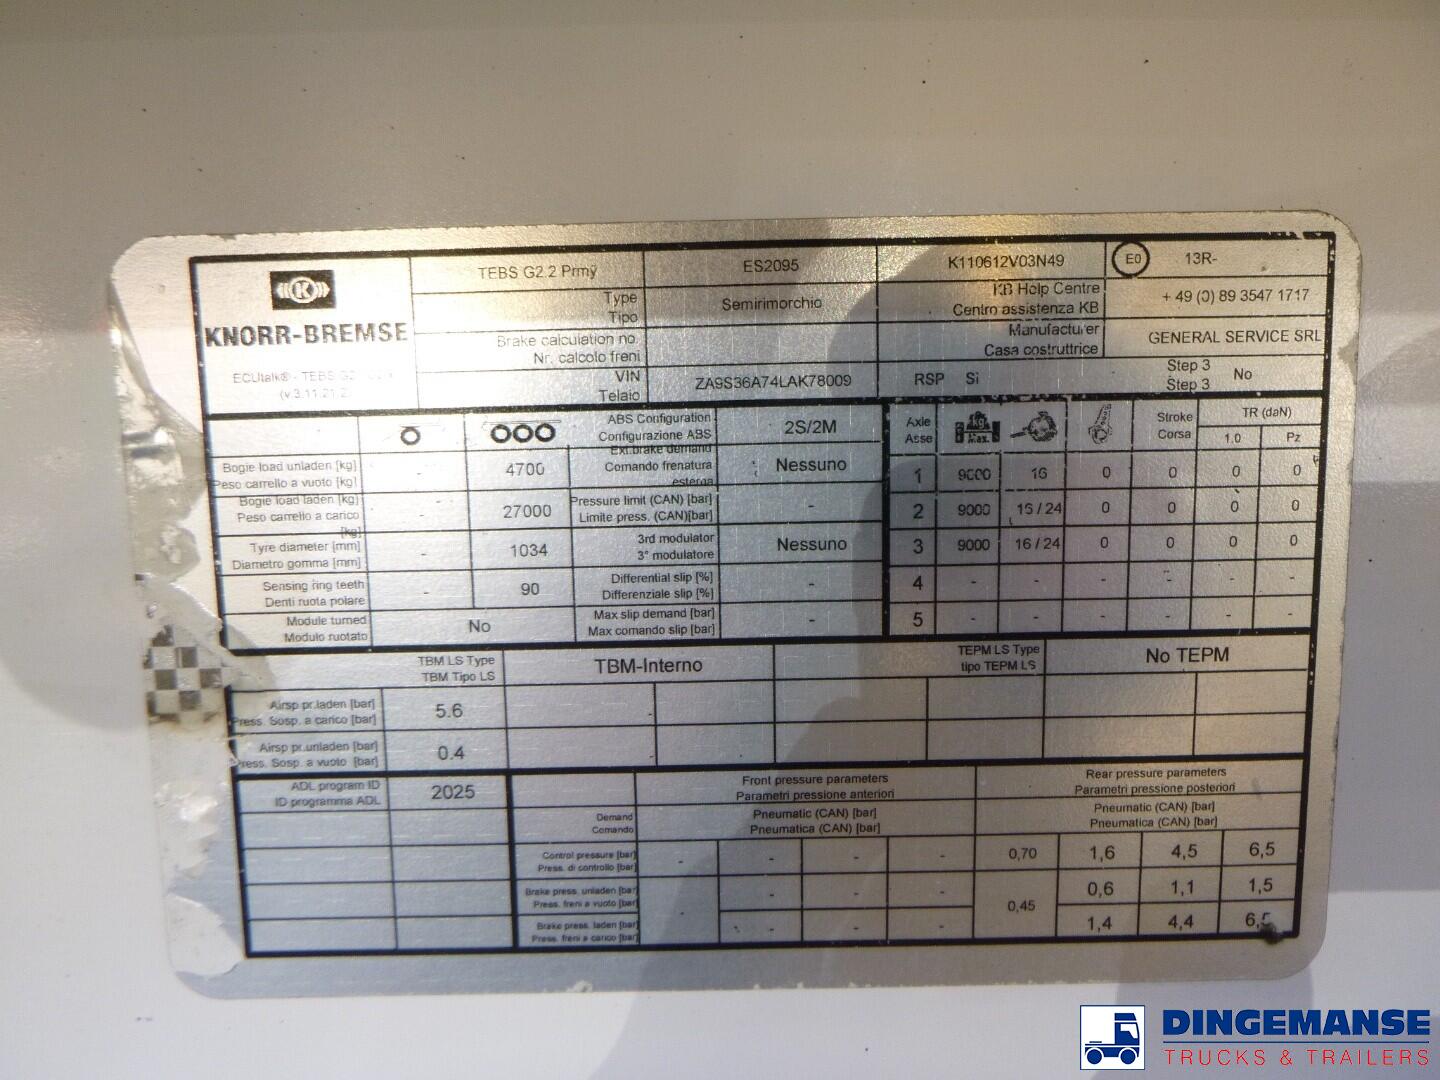 KNORR-BREMSE
ECUtalk® - TEBS G2
(v.3.11.21.2)
TEBS G2.2 Prmy ES2095 K110612V03N49 E0 13R-
Type
Tipo
Semirimorchio
KB Help Centre
Centro assistenza KB
+ 49 (0) 89 3547 1717
Brake calculation no.
Nr. calcolo freni
Manufacturer
Casa costruttrice
GENERAL SERVICE SRL
VIN
Telaio
ZA9S36A74LAK78009
RSP Si
Step 3
Step 3
No
ABS Configuration
Configurazione ABS
2S/2M
Bogie load unladen [kg]
Peso carrello a vuoto [kg]
- 4700
Ext.brake demand
Comando frenatura
esterna
Nessuno
Bogie load laden [kg]
Peso carrello a carico
[kg]
- 27000
Pressure limit (CAN) [bar]
Limite press. (CAN)[bar]
-
Tyre diameter [mm]
Diametro gomma [mm]
- 1034
3rd modulator
3° modulatore
Nessuno
Sensing ring teeth
Denti ruota polare
- 90
Differential slip [%]
Differenziale slip [%]
-
Module turned
Modulo ruotato
No
Max slip demand [bar]
Max comando slip [bar]
-
Axle
Asse
kg
Max.
Stroke
Corsa
TR (daN)
1.0 Pz
1 9000 16 0 0 0 0
2 9000 16 / 24 0 0 0 0
3 9000 16 / 24 0 0 0 0
4 - - - - - -
5 - - - - - -
TBM LS Type
TBM Tipo LS
TBM-Interno
TEPM LS Type
tipo TEPM LS
No TEPM
Airsp pr.laden [bar]
Press. Sosp. a carico [bar]
5.6
Airsp pr.unladen [bar]
Press. Sosp. a vuoto [bar]
0.4
ADL program ID
ID programma ADL
2025
Front pressure parameters
Parametri pressione anteriori
Rear pressure parameters
Parametri pressione posteriori
Demand
Comando
Pneumatic (CAN) [bar]
Pneumatica (CAN) [bar]
Pneumatic (CAN) [bar]
Pneumatica (CAN) [bar]
Control pressure [bar]
Press. di controllo [bar]
- - - - 0,70 1,6 4,5 6,5
Brake press. unladen [bar]
Press. freni a vuoto [bar]
- - - 0,45 0,6 1,1 1,5
Brake press. laden [bar]
Press. freni a carico [bar]
- - - - 1,4 4,4 6,5
DINGEMANSE
TRUCKS & TRAILERS